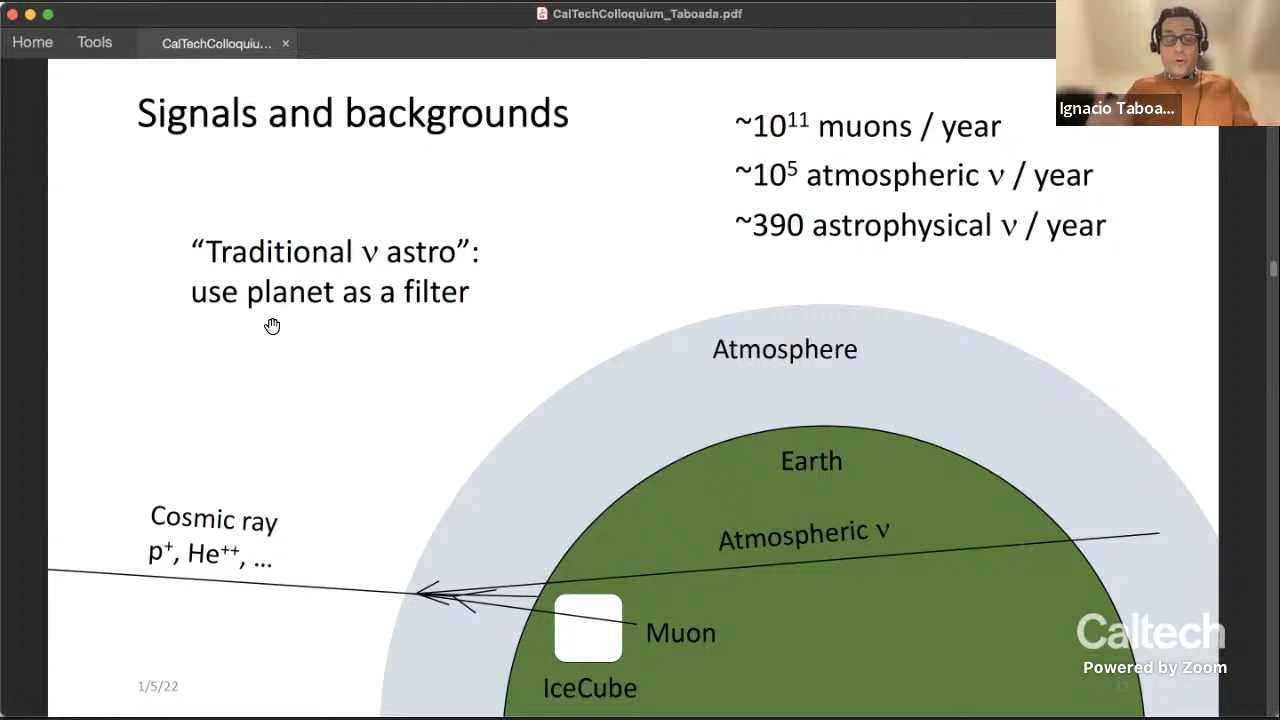 CalTechColloquium_Taboada.pdf
Home
Tools
CalTechColloquiu... ×
Ignacio Taboa...
Signals and backgrounds
~10¹¹ muons / year
~10⁵ atmospheric ν / year
~390 astrophysical ν / year
“Traditional ν astro”:
use planet as a filter
Atmosphere
Earth
Atmospheric ν
Cosmic ray
p⁺, He⁺⁺, ...
Muon
IceCube
Caltech
Powered by Zoom
1/5/22